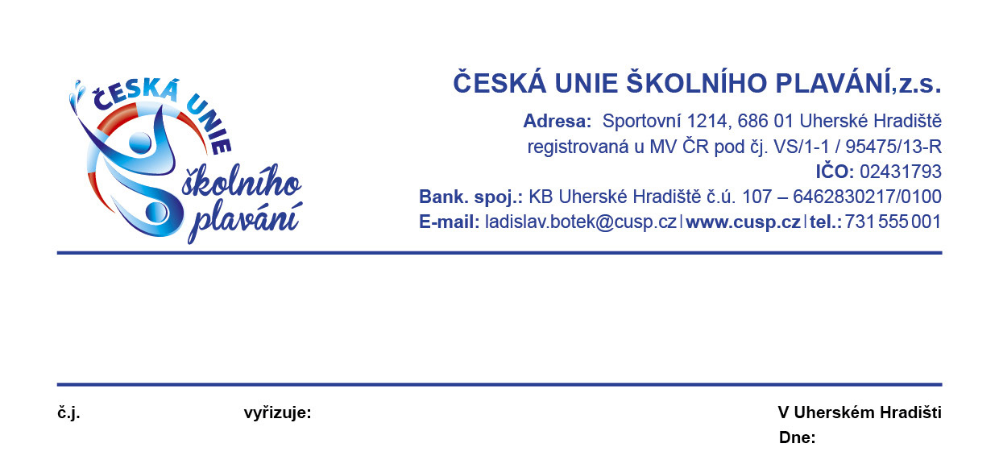 ČESKÁ UNIE
školního
plavání
ČESKÁ UNIE ŠKOLNÍHO PLAVÁNÍ,z.s.
Adresa: Sportovní 1214, 686 01 Uherské Hradiště
registrovaná u MV ČR pod čj. VS/1-1 / 95475/13-R
IČO: 02431793
Bank. spoj.: KB Uherské Hradiště č.ú. 107 – 6462830217/0100
E-mail: ladislav.botek@cusp.cz|www.cusp.cz|tel.: 731 555 001
č.j. vyřizuje: V Uherském Hradišti
Dne: